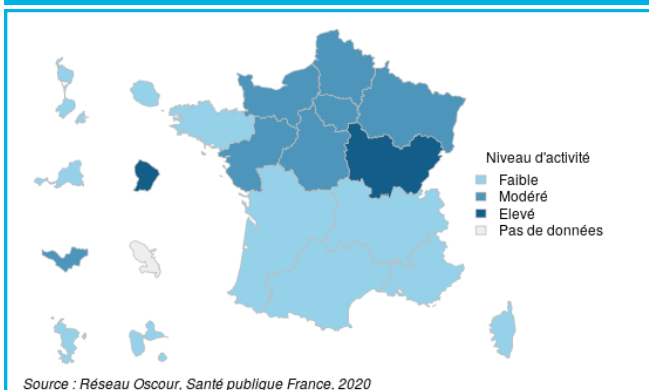 Niveau d'activité
Faible
Modéré
Elevé
Pas de données
Source : Réseau Oscour, Santé publique France, 2020